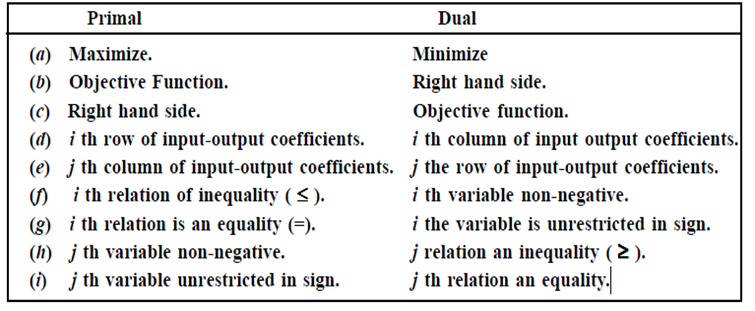 Primal Dual
(a) Maximize. Minimize
(b) Objective Function. Right hand side.
(c) Right hand side. Objective function.
(d) i th row of input-output coefficients. i th column of input output coefficients.
(e) j th column of input-output coefficients. j the row of input-output coefficients.
(f) i th relation of inequality ( ≤ ). i th variable non-negative.
(g) i th relation is an equality (=). i the variable is unrestricted in sign.
(h) j th variable non-negative. j relation an inequality ( ≥ ).
(i) j th variable unrestricted in sign. j th relation an equality.